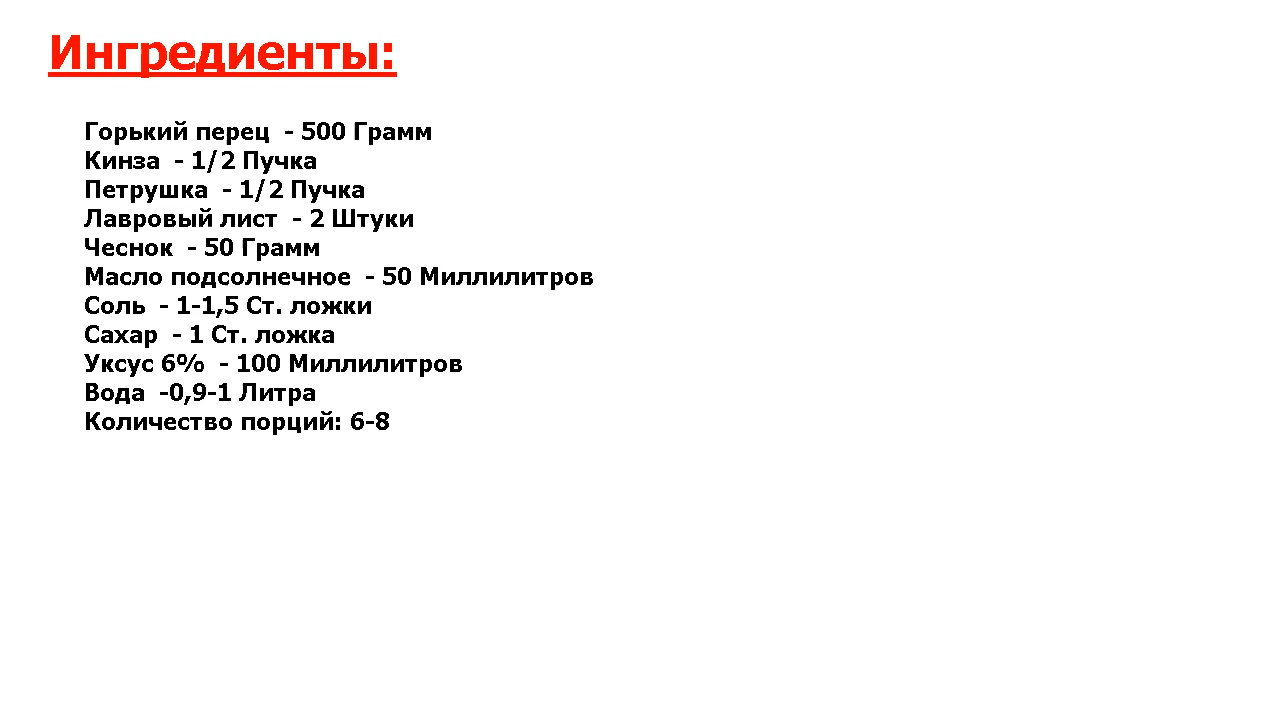 Ингредиенты:
Горький перец - 500 Грамм
Кинза - 1/2 Пучка
Петрушка - 1/2 Пучка
Лавровый лист - 2 Штуки
Чеснок - 50 Грамм
Масло подсолнечное - 50 Миллилитров
Соль - 1-1,5 Ст. ложки
Сахар - 1 Ст. ложка
Уксус 6% - 100 Миллилитров
Вода -0,9-1 Литра
Количество порций: 6-8